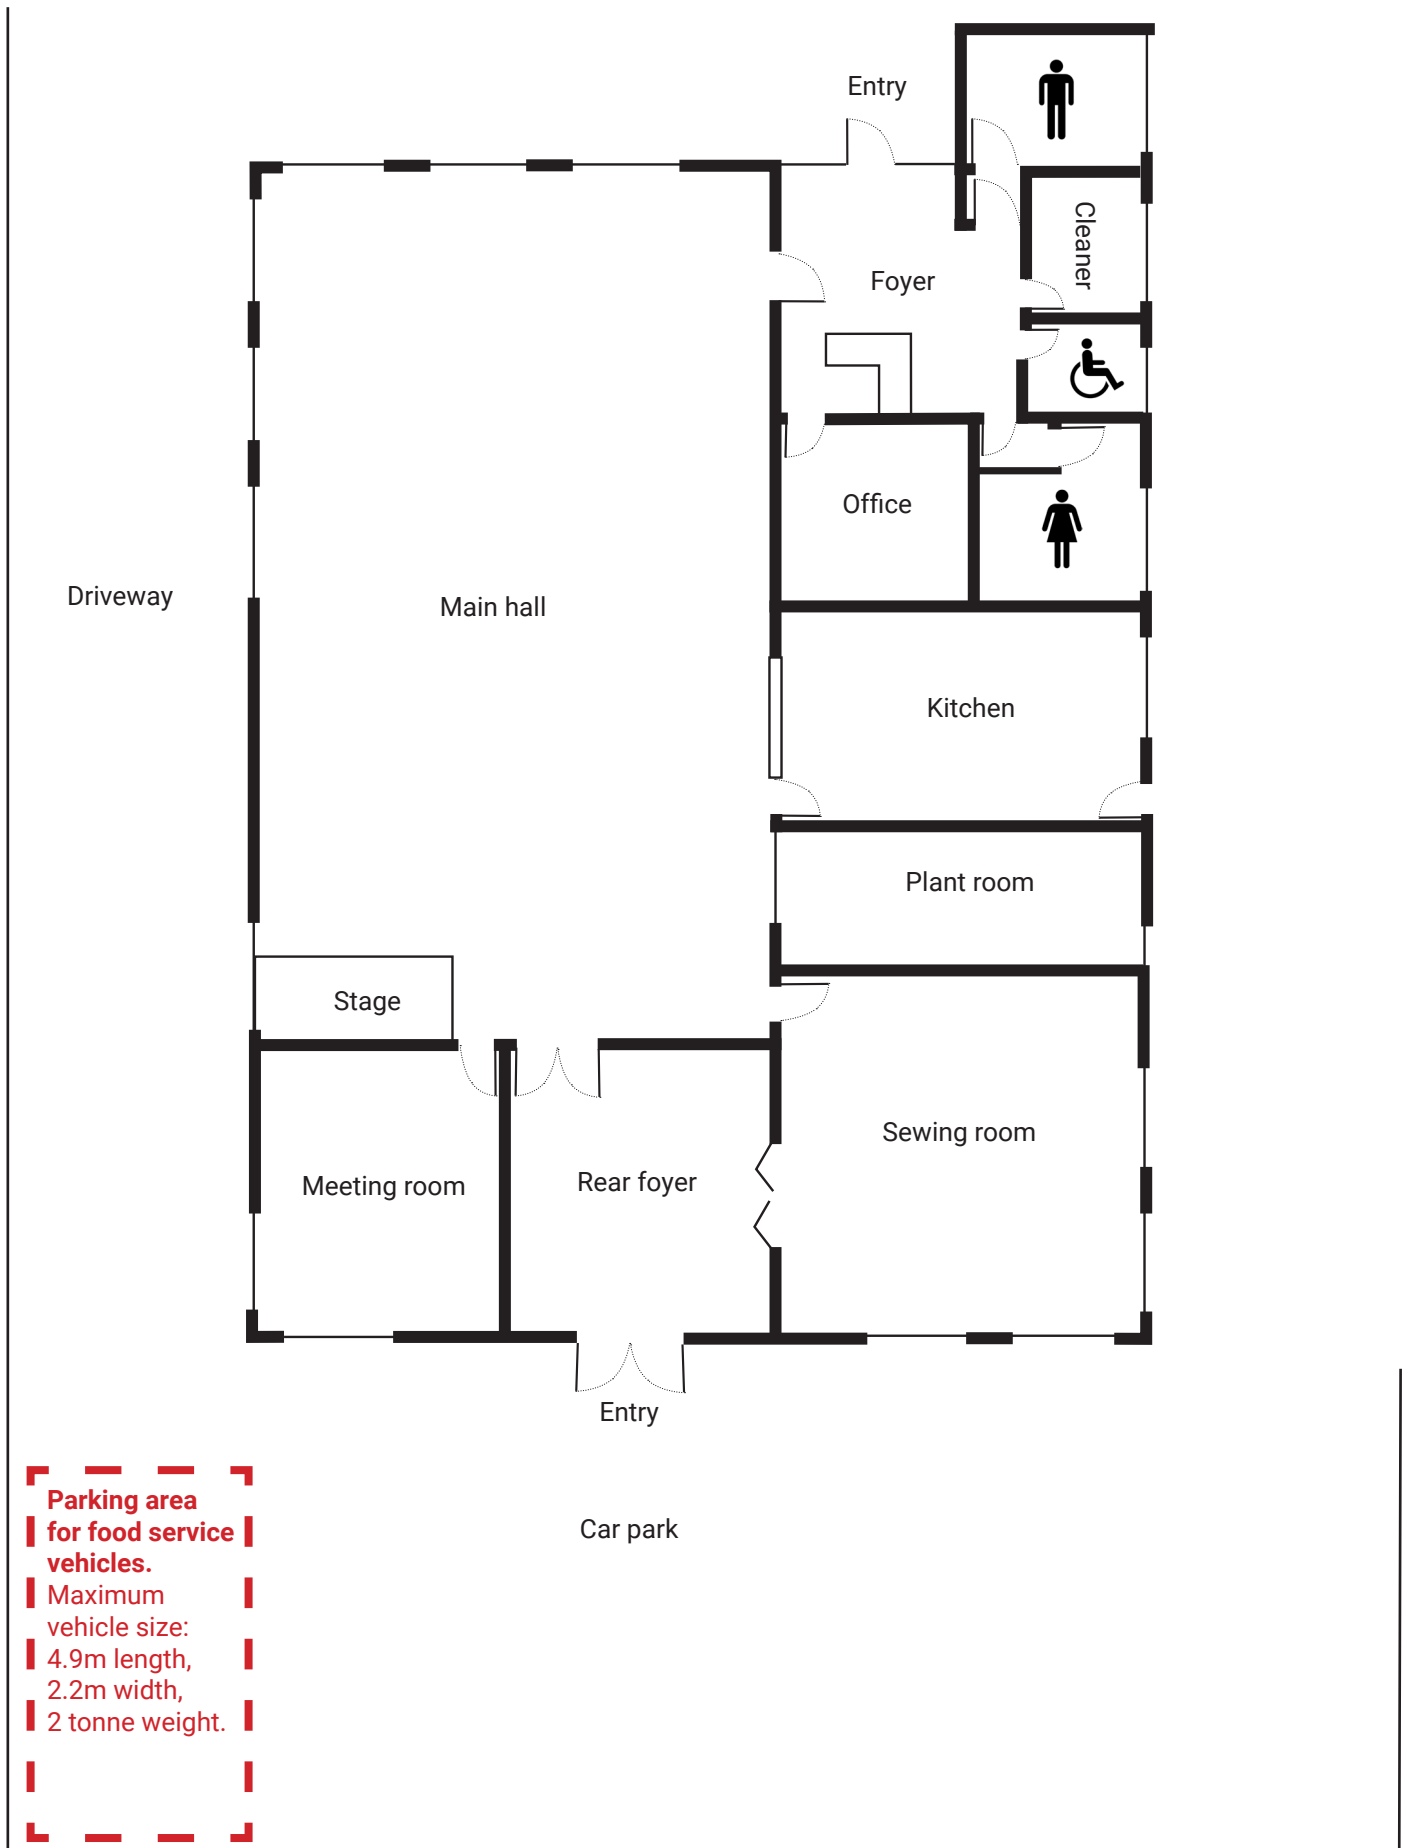 Entry
Cleaner
Foyer
Office
Driveway
Main hall
Kitchen
Plant room
Stage
Sewing room
Meeting room
Rear foyer
Entry
Parking area
for food service
vehicles.
Maximum
vehicle size:
4.9m length,
2.2m width,
2 tonne weight.
Car park